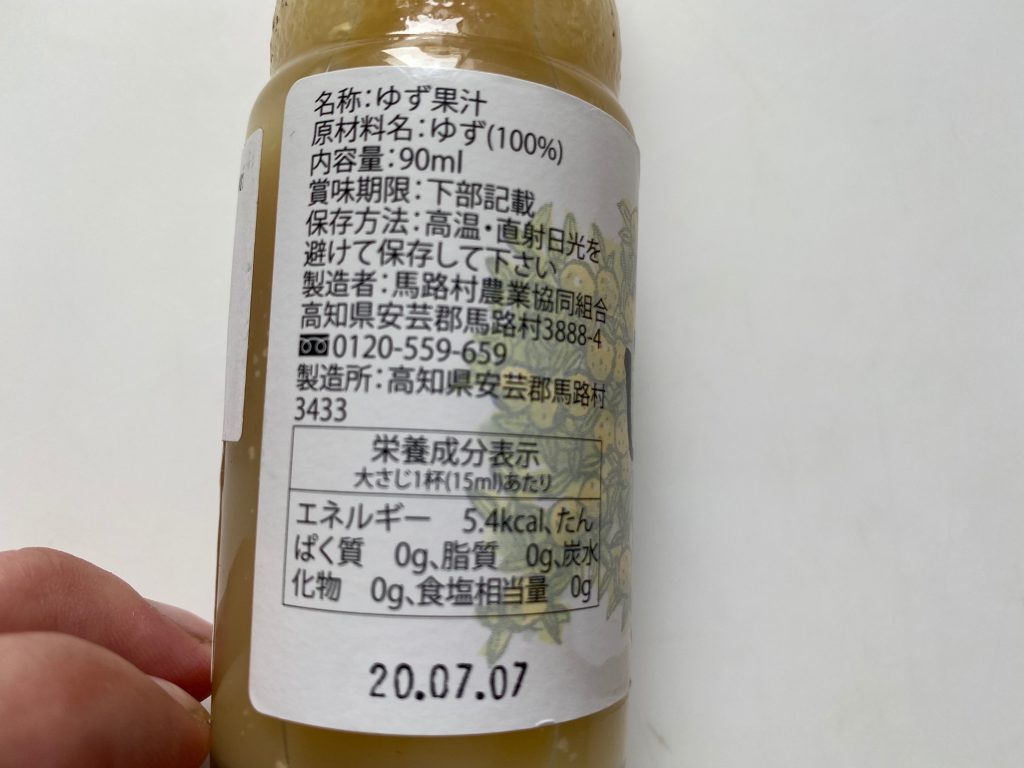 名称:ゆず果汁
原材料名:ゆず(100%)
内容量:90ml
賞味期限:下部記載
保存方法:高温・直射日光を
避けて保存して下さい
製造者:馬路村農業協同組合
高知県安芸郡馬路村3888-4
0120-559-659
製造所:高知県安芸郡馬路村
3433
栄養成分表示
大さじ1杯(15ml)あたり
エネルギー 5.4kcal、たん
ぱく質 0g、脂質 0g、炭水
化物 0g、食塩相当量 0g
20.07.07